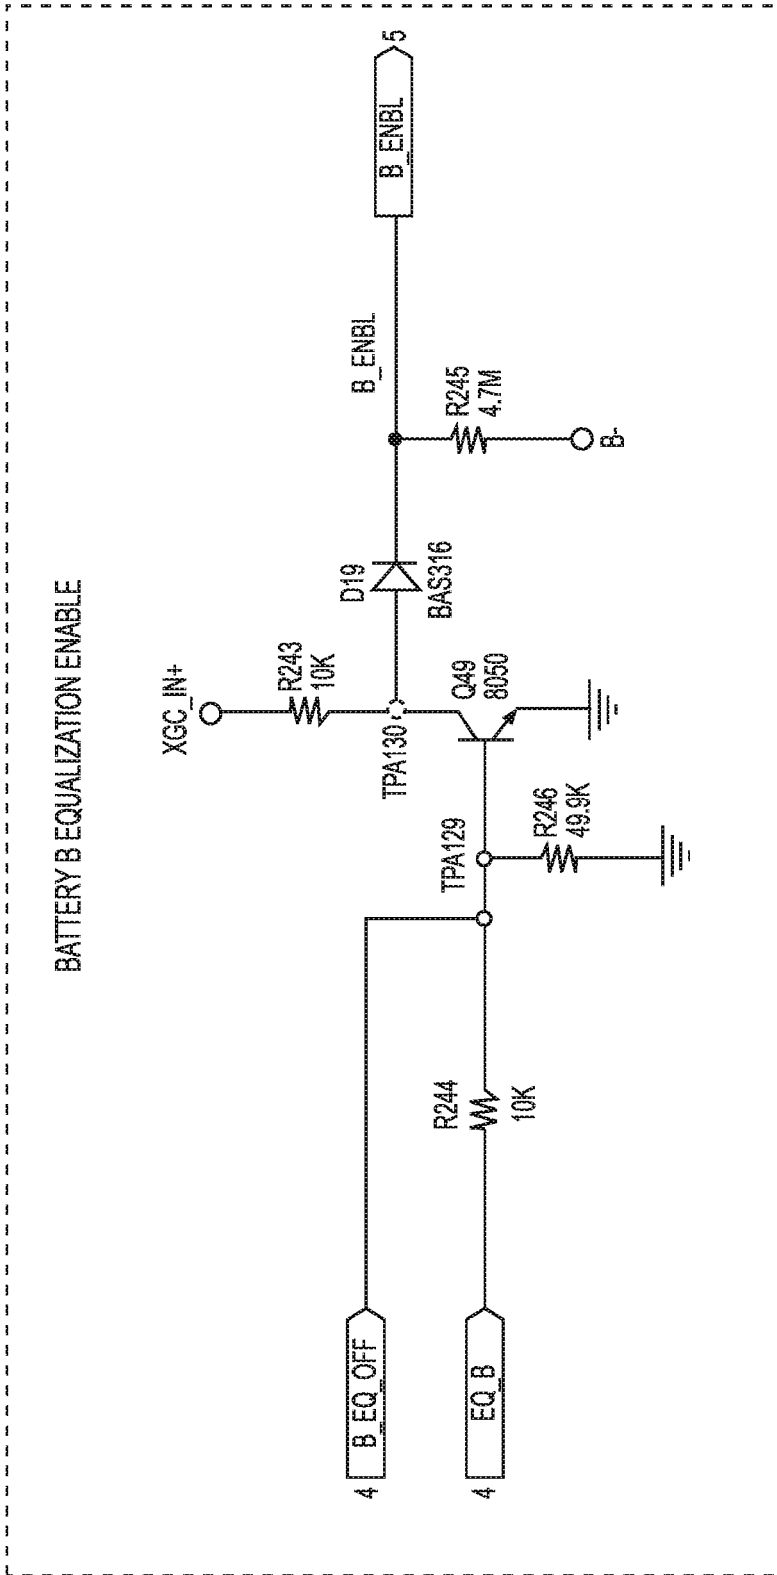 BATTERY B EQUALIZATION ENABLE
XGC_IN+
R243
10K
TPA130
D19
BAS316
B_ENBL
B_ENBL
5
R245
4.7M
B-
Q49
8050
TPA129
R246
49.9K
R244
10K
4
B_EQ_OFF
4
EQ_B